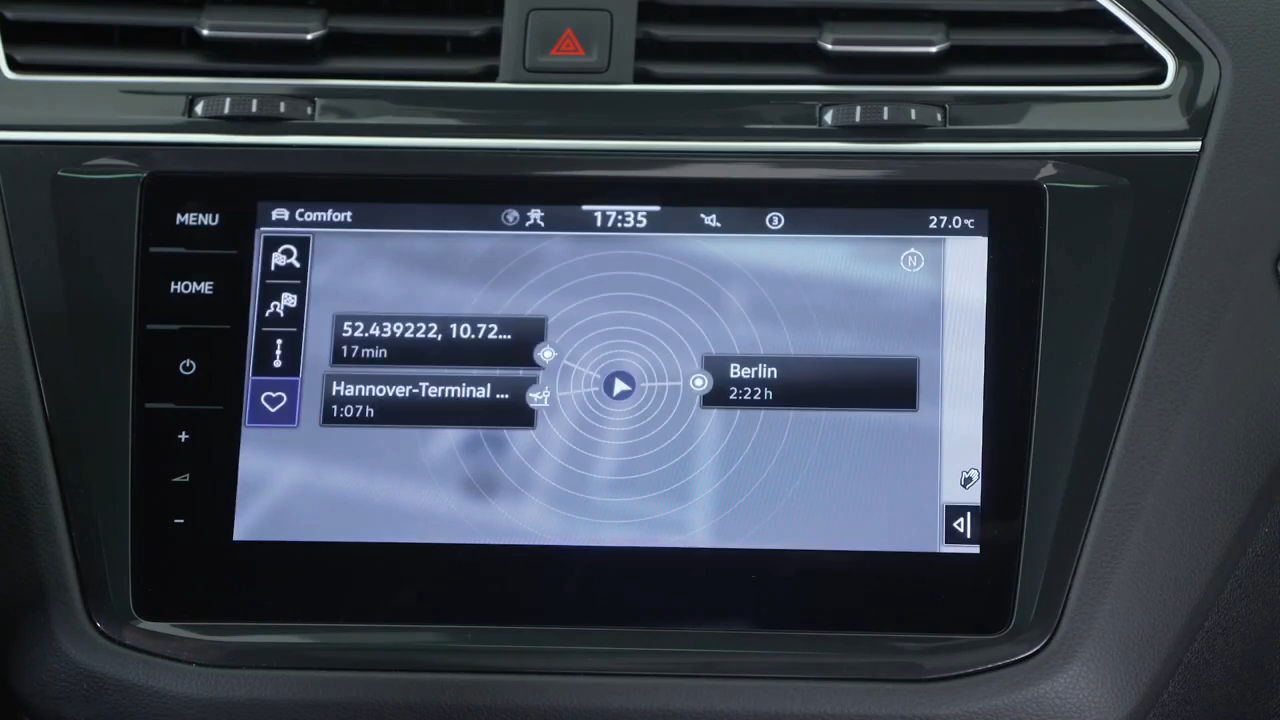 MENU
HOME
Comfort
17:35
3
27.0°C
N
52.439222, 10.72...
17 min
Hannover-Terminal ...
1:07 h
Berlin
2:22 h